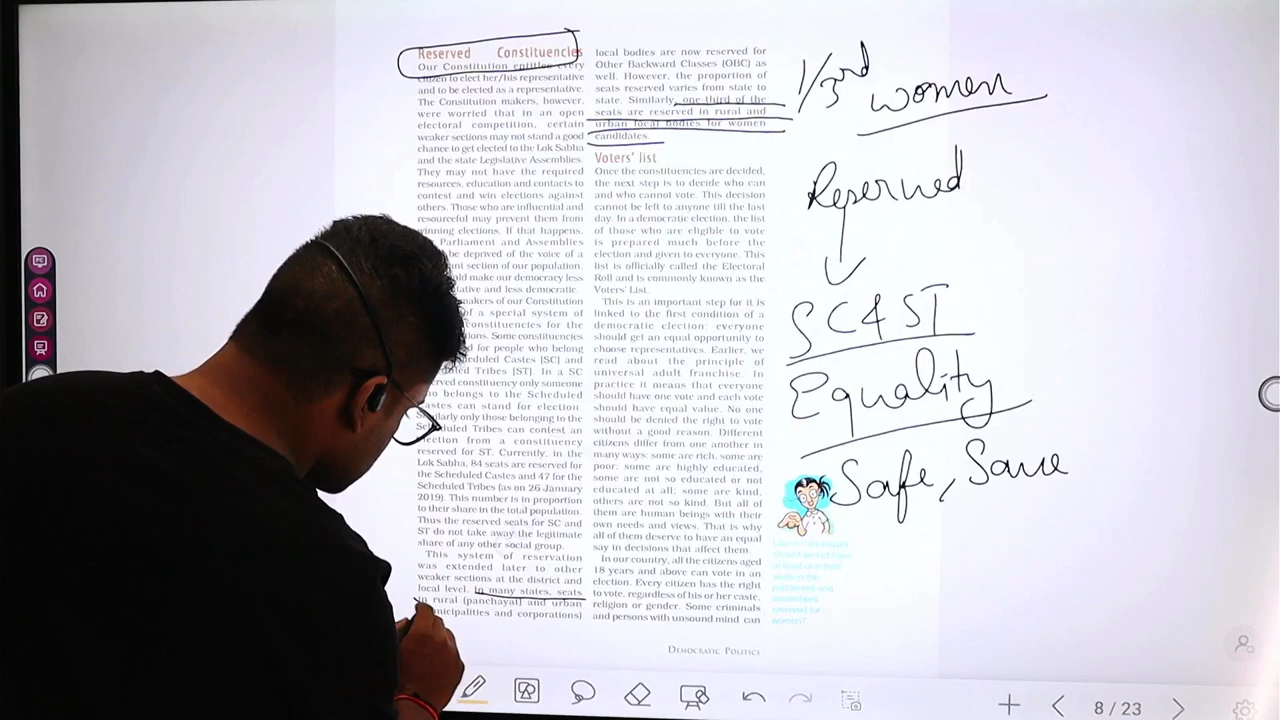 Reserved Constituencies
Our Constitution entitles every
citizen to elect her/his representative
and to be elected as a representative.
The Constitution makers, however,
were worried that in an open
electoral competition, certain
weaker sections may not stand a good
chance to get elected to the Lok Sabha
and the state Legislative Assemblies.
They may not have the required
resources, education and contacts to
contest and win elections against
others. Those who are influential and
resourceful may prevent them from
winning elections. If that happens,
Parliament and Assemblies
be deprived of the voice of a
section of our population.
make our democracy less
and less democratic.
makers of our Constitution
of a special system of
constituencies for the
Some constituencies
for people who belong
Castes [SC] and
Tribes [ST]. In a SC
constituency only someone
belongs to the Scheduled
Castes can stand for election.
Similarly only those belonging to the
Scheduled Tribes can contest an
election from a constituency
reserved for ST. Currently, in the
Lok Sabha, 84 seats are reserved for
the Scheduled Castes and 47 for the
Scheduled Tribes (as on 26 January
2019). This number is in proportion
to their share in the total population.
Thus the reserved seats for SC and
ST do not take away the legitimate
share of any other social group.
This system of reservation
was extended later to other
weaker sections at the district and
local level. In many states, seats
in rural (panchayat) and urban
(municipalities and corporations)
local bodies are now reserved for
Other Backward Classes (OBC) as
well. However, the proportion of
seats reserved varies from state to
state. Similarly, one third of the
seats are reserved in rural and
urban local bodies for women
candidates.
Voters' list
Once the constituencies are decided,
the next step is to decide who can
and who cannot vote. This decision
cannot be left to anyone till the last
day. In a democratic election, the list
of those who are eligible to vote
is prepared much before the
election and given to everyone. This
list is officially called the Electoral
Roll and is commonly known as the
Voters' List.
This is an important step for it is
linked to the first condition of a
democratic election: everyone
should get an equal opportunity to
choose representatives. Earlier, we
read about the principle of
universal adult franchise. In
practice it means that everyone
should have one vote and each vote
should have equal value. No one
should be denied the right to vote
without a good reason. Different
citizens differ from one another in
many ways: some are rich, some are
poor; some are highly educated,
some are not so educated or not
educated at all; some are kind,
others are not so kind. But all of
them are human beings with their
own needs and views. That is why
all of them deserve to have an equal
say in decisions that affect them.
In our country, all the citizens aged
18 years and above can vote in an
election. Every citizen has the right
to vote, regardless of his or her caste,
religion or gender. Some criminals
and persons with unsound mind can
Democratic Politics
1/3rd
women
Reserved
SC & ST
Equality
Safe, Same
should we not have
at least one-third
seats in the
parliament and
assemblies
reserved for
women?
8 / 23